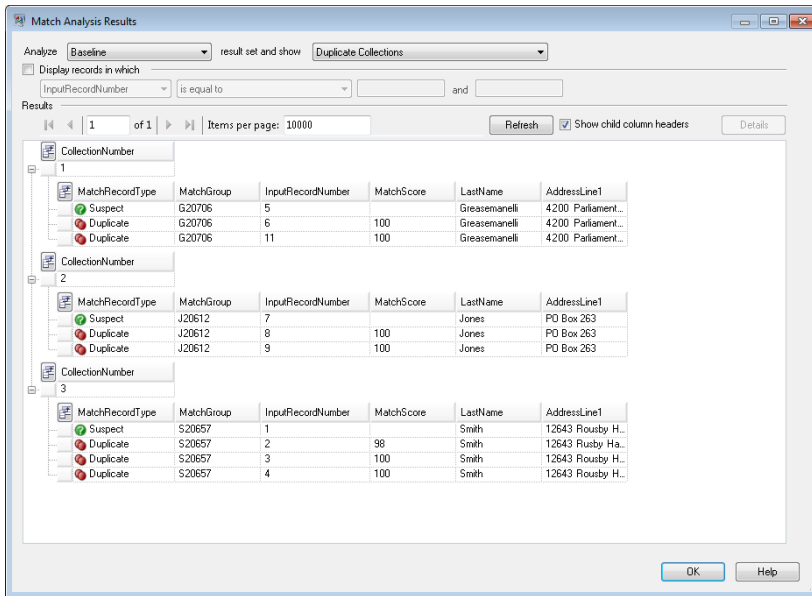 Match Analysis Results
Analyze Baseline result set and show Duplicate Collections
Display records in which
InputRecordNumber is equal to and
Results
1 of 1 Items per page: 10000 Refresh Show child column headers Details
CollectionNumber
1
MatchRecordType MatchGroup InputRecordNumber MatchScore LastName AddressLine1
Suspect G20706 5 Greasemanelli 4200 Parliament...
Duplicate G20706 6 100 Greasemanelli 4200 Parliament...
Duplicate G20706 11 100 Greasemanelli 4200 Parliament...
CollectionNumber
2
MatchRecordType MatchGroup InputRecordNumber MatchScore LastName AddressLine1
Suspect J20612 7 Jones PO Box 263
Duplicate J20612 8 100 Jones PO Box 263
Duplicate J20612 9 100 Jones PO Box 263
CollectionNumber
3
MatchRecordType MatchGroup InputRecordNumber MatchScore LastName AddressLine1
Suspect S20657 1 Smith 12643 Rousby H...
Duplicate S20657 2 98 Smith 12643 Rusby Ha...
Duplicate S20657 3 100 Smith 12643 Rousby H...
Duplicate S20657 4 100 Smith 12643 Rousby H...
OK Help